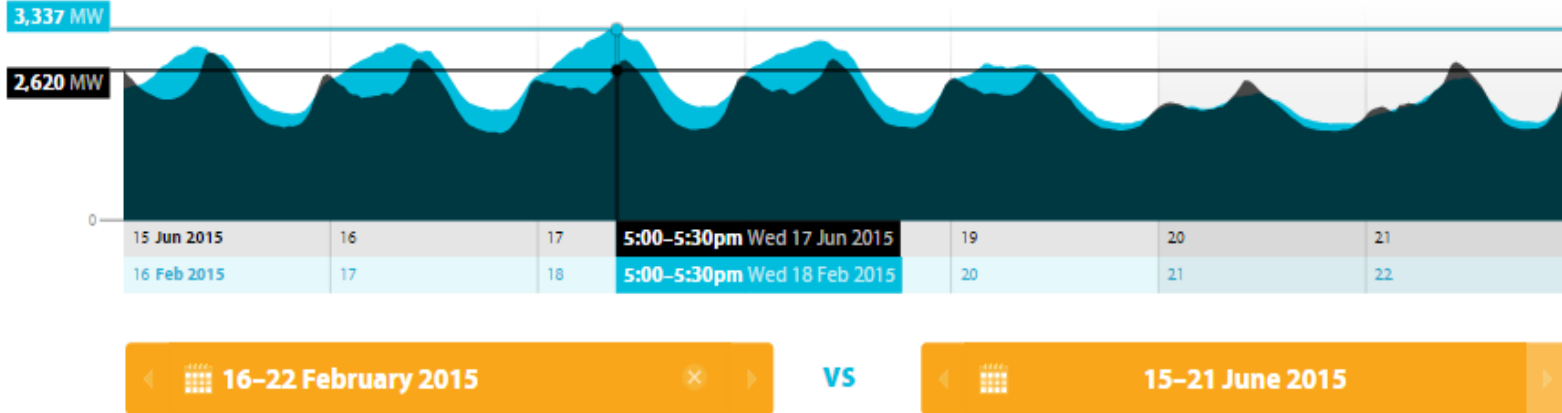 3,337 MW
2,620 MW
0
15 Jun 2015 16 17 5:00–5:30pm Wed 17 Jun 2015 19 20 21
16 Feb 2015 17 18 5:00–5:30pm Wed 18 Feb 2015 20 21 22
16–22 February 2015 VS 15–21 June 2015